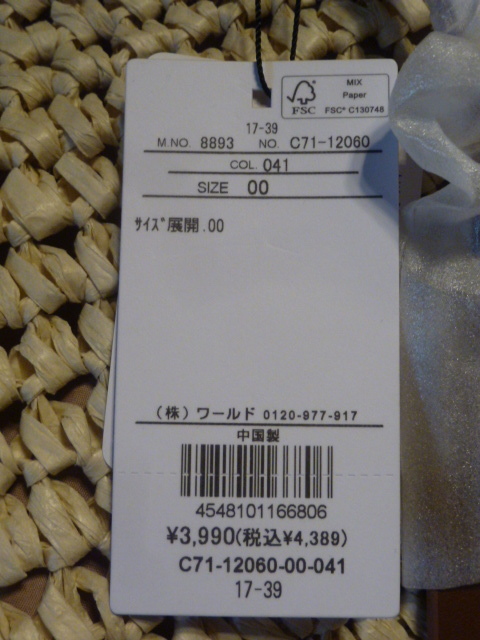 MIX
Paper
FSC
FSC® C130748
17-39
M.NO. 8893 NO. C71-12060
COL. 041
SIZE 00
ｻｲｽﾞ展開.00
(株) ワールド 0120-977-917
中国製
4548101166806
¥3,990(税込¥4,389)
C71-12060-00-041
17-39